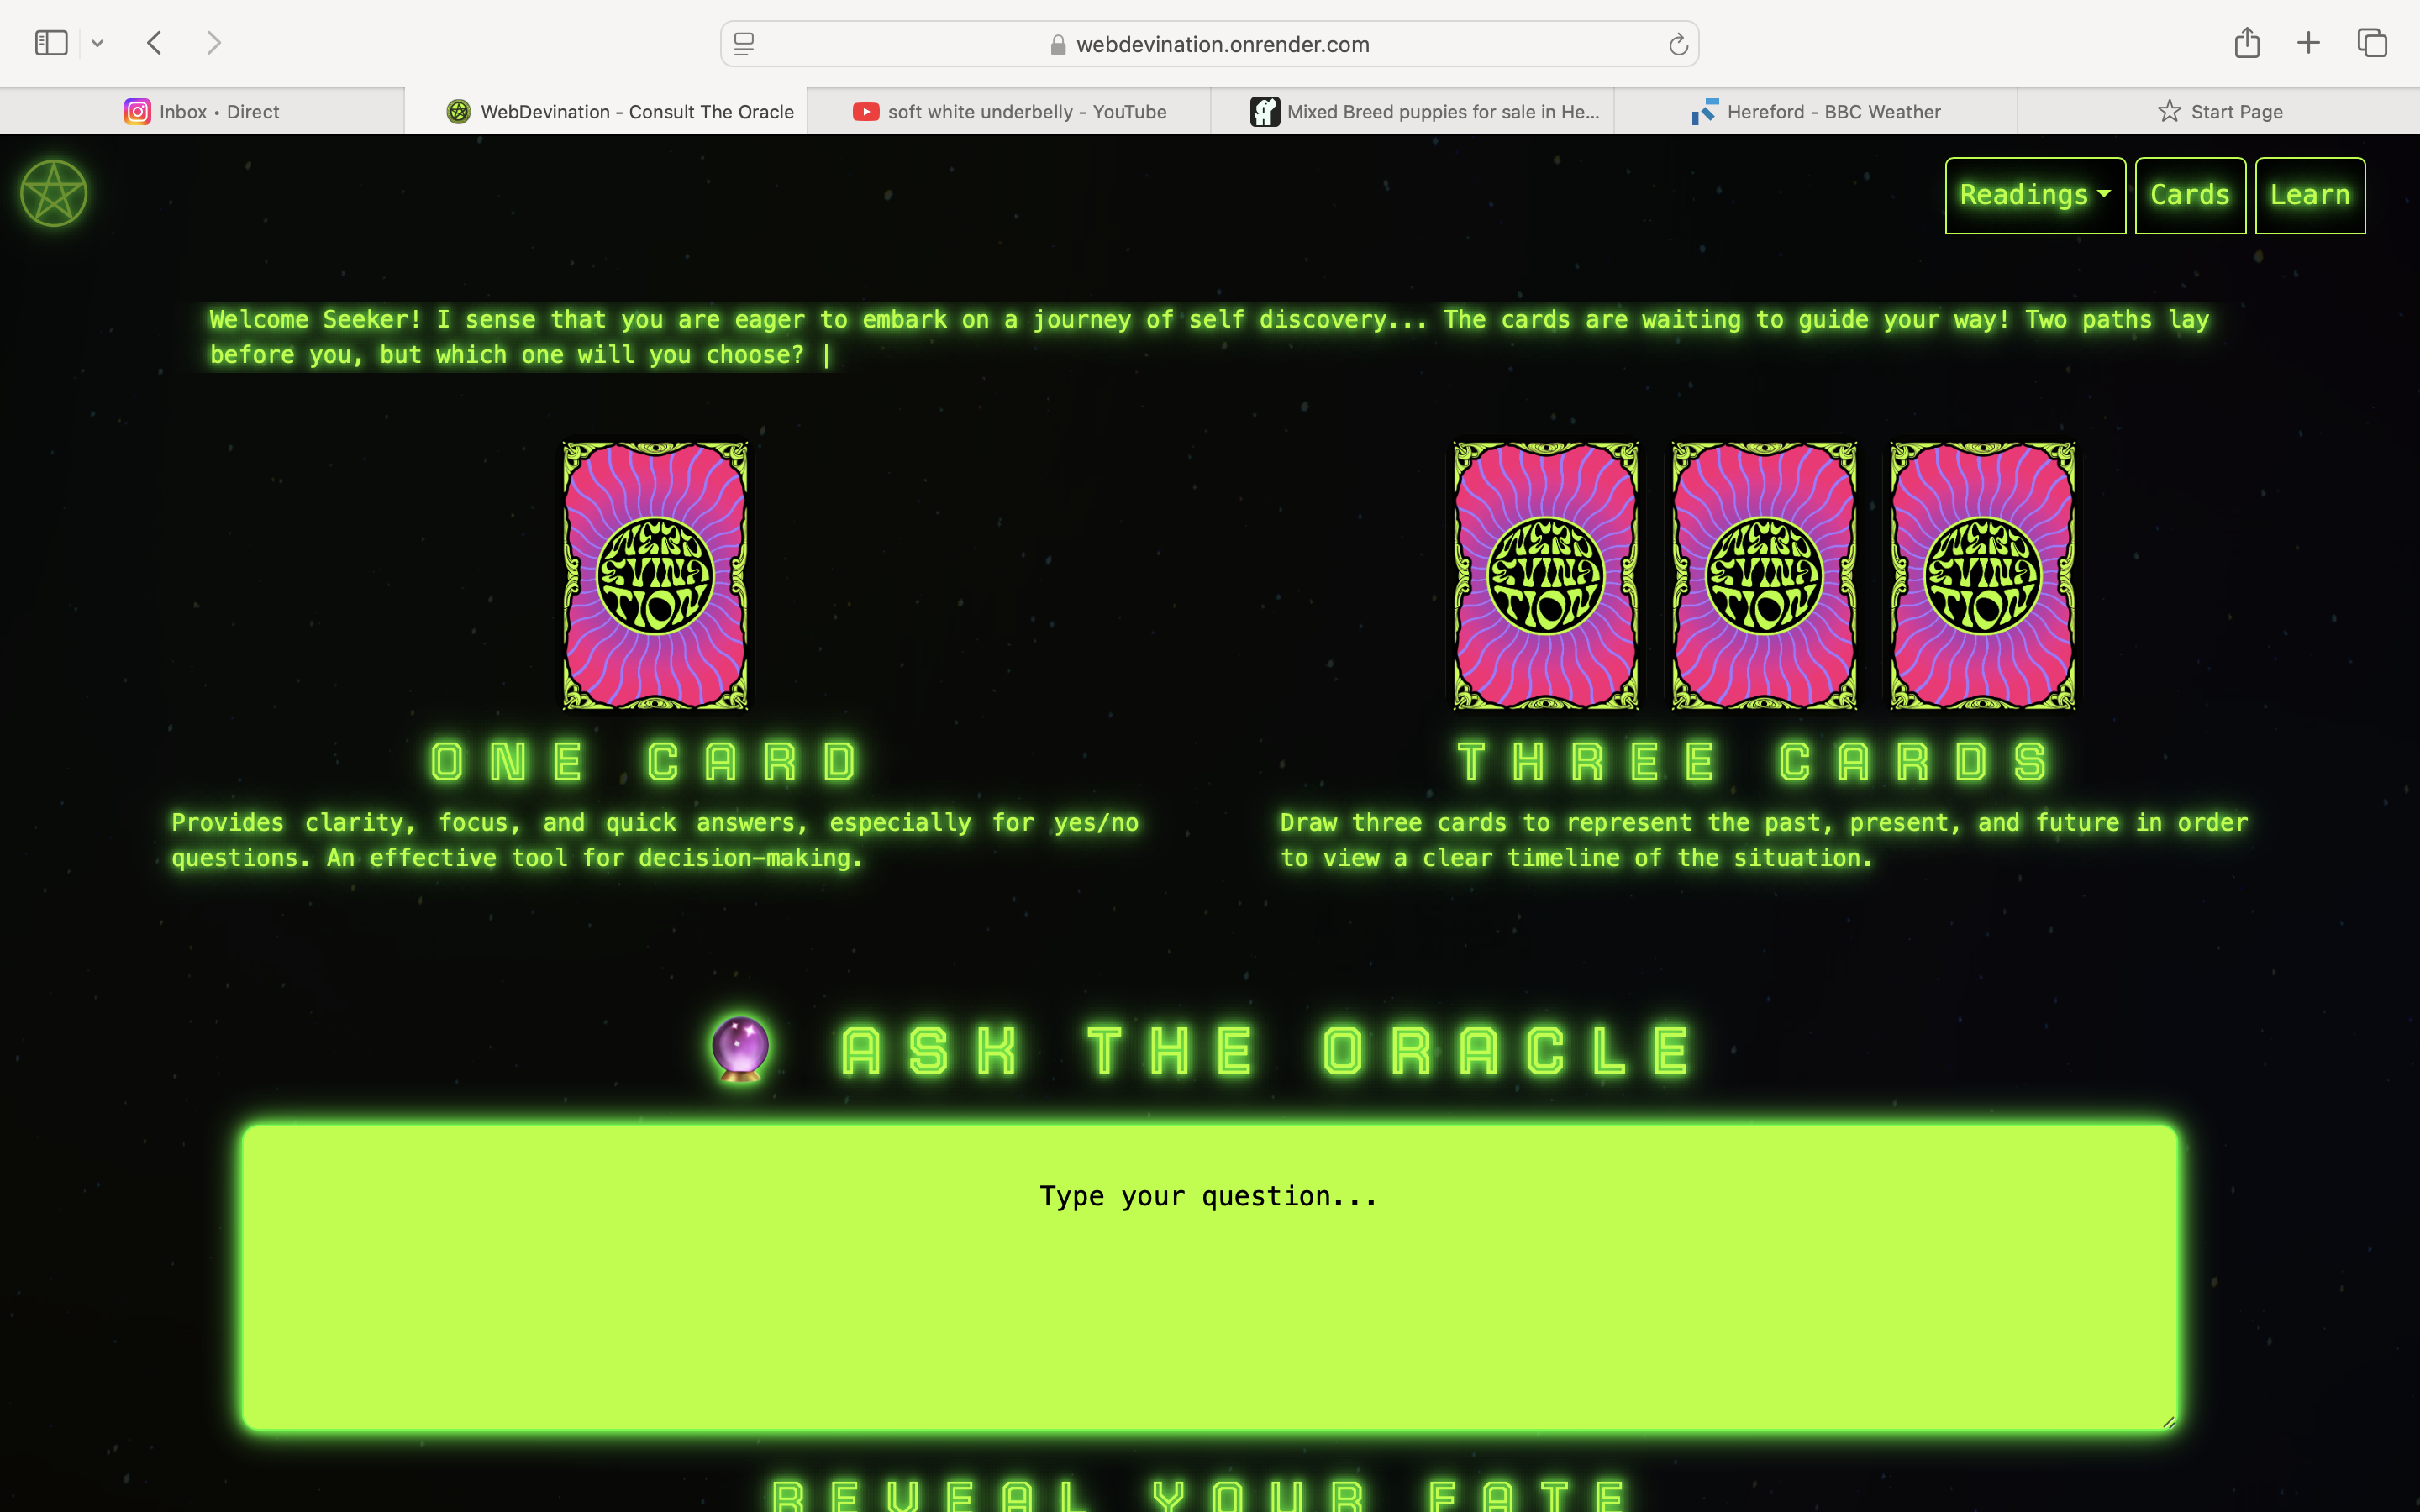 webdevination.onrender.com
Inbox • Direct
WebDevination - Consult The Oracle
soft white underbelly - YouTube
Mixed Breed puppies for sale in He...
Hereford - BBC Weather
Start Page
Readings
Cards
Learn
Welcome Seeker! I sense that you are eager to embark on a journey of self discovery... The cards are waiting to guide your way! Two paths lay
before you, but which one will you choose? |
ONE CARD
THREE CARDS
Provides clarity, focus, and quick answers, especially for yes/no
questions. An effective tool for decision-making.
Draw three cards to represent the past, present, and future in order
to view a clear timeline of the situation.
ASK THE ORACLE
Type your question...
REVEAL YOUR FATE